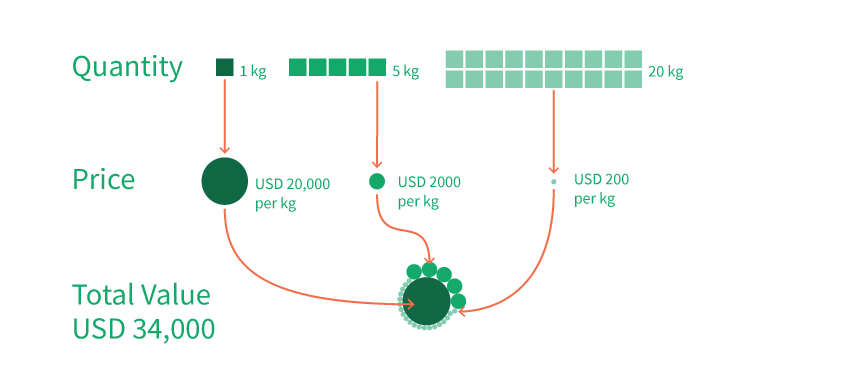 Quantity
1 kg
5 kg
20 kg
Price
USD 20,000
per kg
USD 2000
per kg
USD 200
per kg
Total Value
USD 34,000